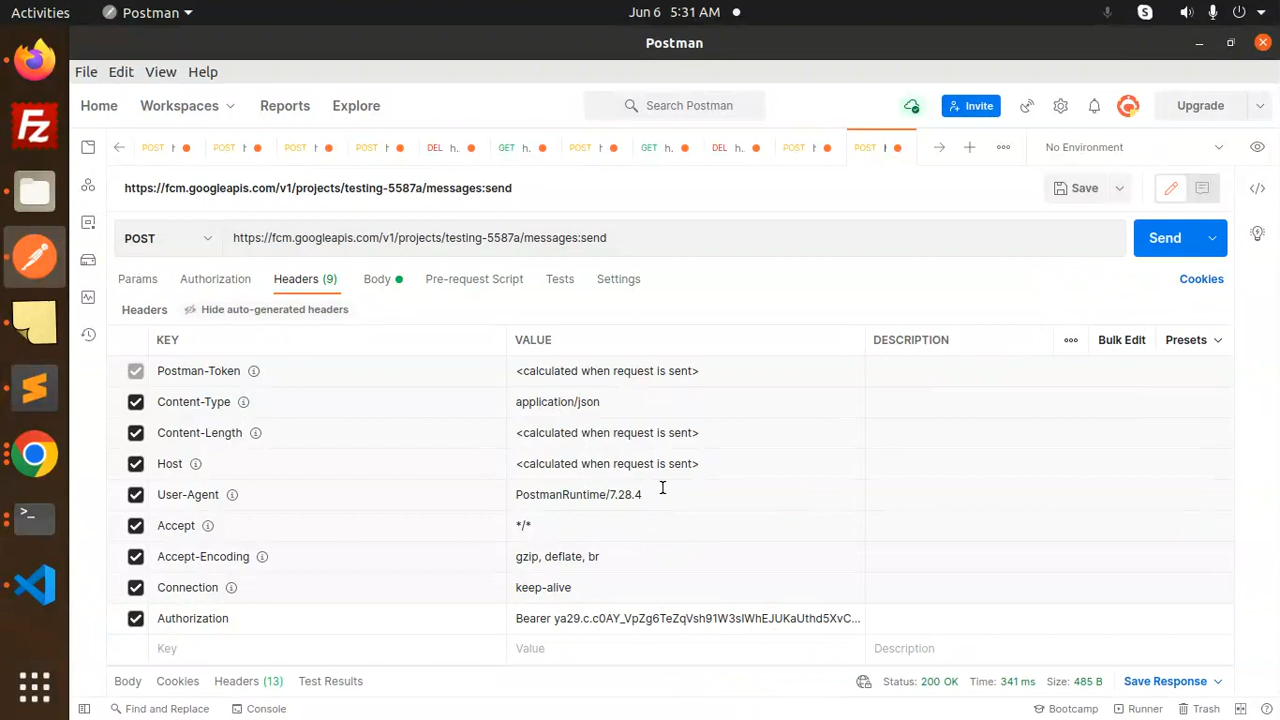 Activities Postman Jun 6 5:31 AM
Postman
File Edit View Help
Home Workspaces Reports Explore Search Postman Invite Upgrade
POST h POST h POST h POST h DEL h. GET h. POST h GET h. DEL h. POST h POST h No Environment
https://fcm.googleapis.com/v1/projects/testing-5587a/messages:send Save
POST https://fcm.googleapis.com/v1/projects/testing-5587a/messages:send Send
Params Authorization Headers (9) Body Pre-request Script Tests Settings Cookies
Headers Hide auto-generated headers
KEY VALUE DESCRIPTION Bulk Edit Presets
Postman-Token <calculated when request is sent>
Content-Type application/json
Content-Length <calculated when request is sent>
Host <calculated when request is sent>
User-Agent PostmanRuntime/7.28.4
Accept */*
Accept-Encoding gzip, deflate, br
Connection keep-alive
Authorization Bearer ya29.c.c0AY_VpZg6TeZqVsh91W3sIWhEJUKaUthd5XvC...
Key Value Description
Body Cookies Headers (13) Test Results Status: 200 OK Time: 341 ms Size: 485 B Save Response
Find and Replace Console Bootcamp Runner Trash